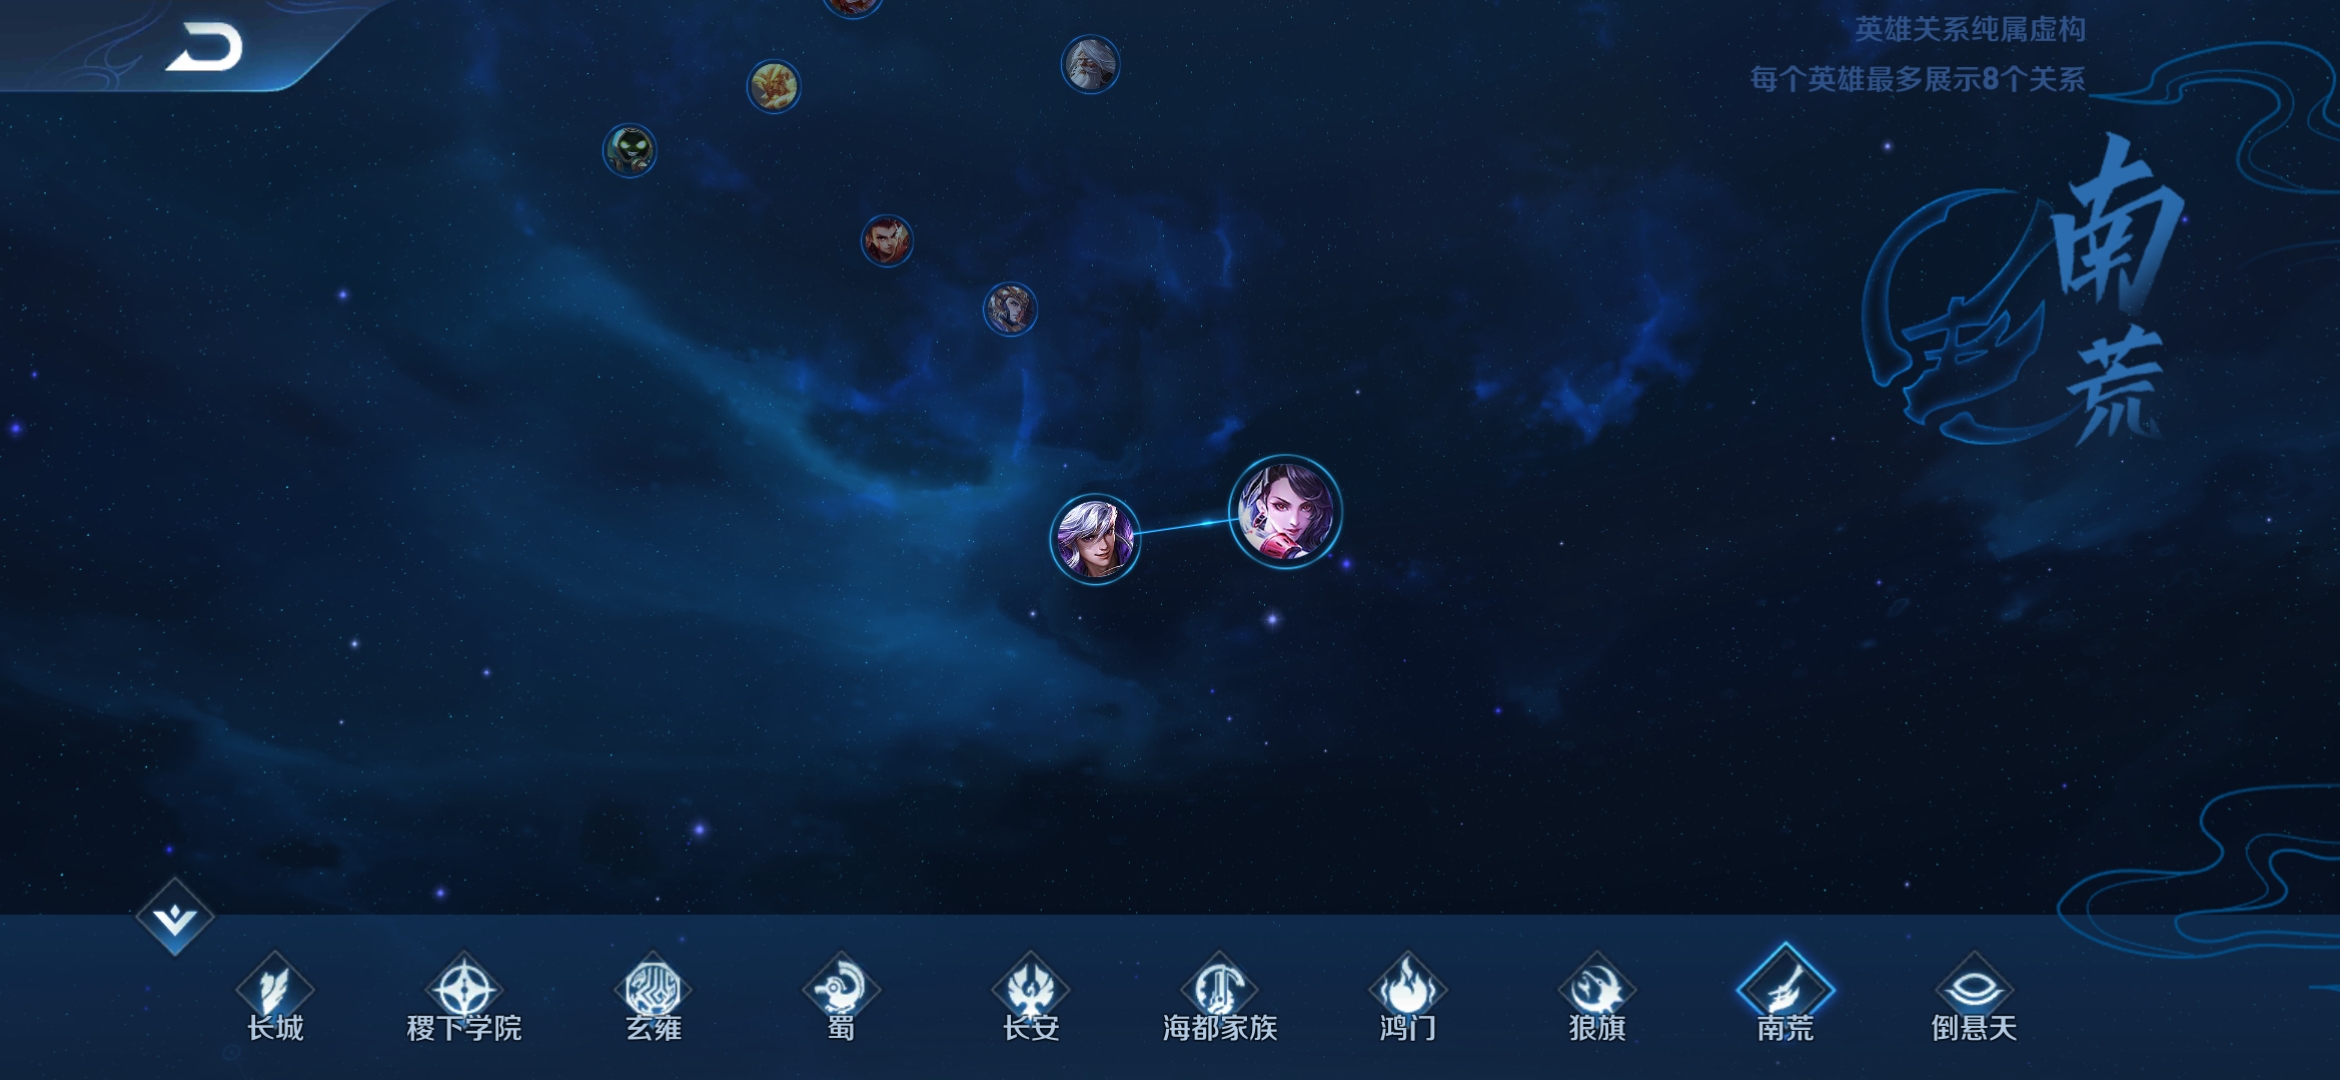 英雄关系纯属虚构
每个英雄最多展示8个关系
南荒
长城
稷下学院
玄雍
蜀
长安
海都家族
鸿门
狼旗
南荒
倒悬天